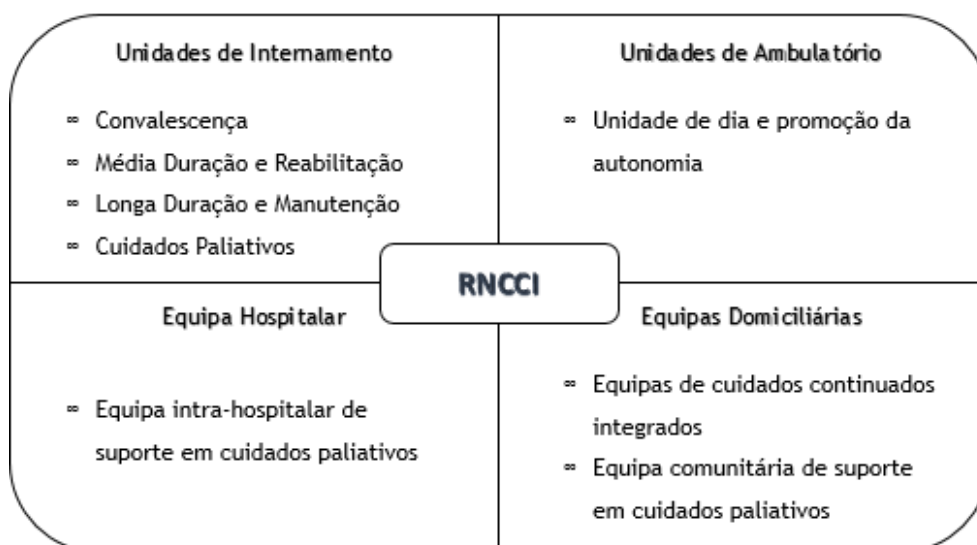 Unidades de Internamento
∞ Convalescença
∞ Média Duração e Reabilitação
∞ Longa Duração e Manutenção
∞ Cuidados Paliativos
Unidades de Ambulatório
∞ Unidade de dia e promoção da
autonomia
RNCCI
Equipa Hospitalar
∞ Equipa intra-hospitalar de
suporte em cuidados paliativos
Equipas Domiciliárias
∞ Equipas de cuidados continuados
integrados
∞ Equipa comunitária de suporte
em cuidados paliativos